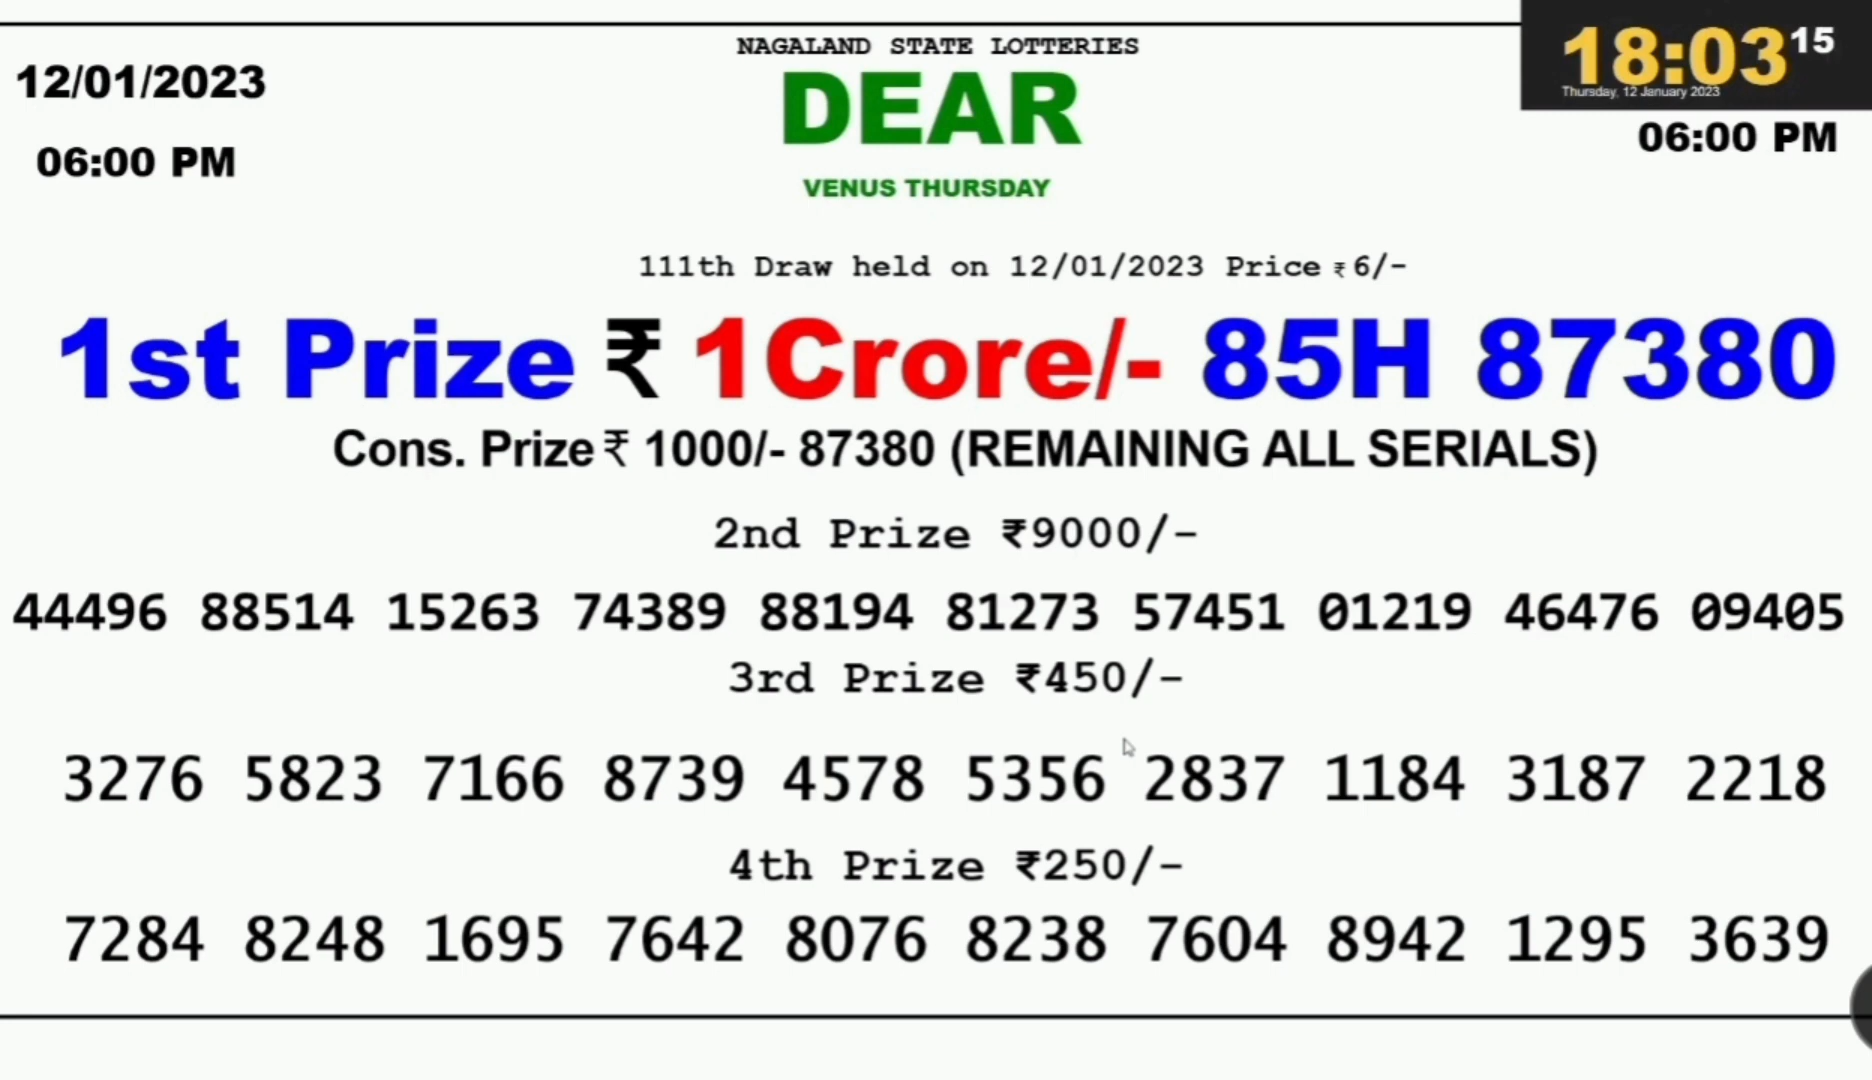 NAGALAND STATE LOTTERIES
18:03 15
Thursday, 12 January 2023
12/01/2023
DEAR
06:00 PM
06:00 PM
VENUS THURSDAY
111th Draw held on 12/01/2023 Price ₹6/-
1st Prize ₹ 1Crore/- 85H 87380
Cons. Prize ₹ 1000/- 87380 (REMAINING ALL SERIALS)
2nd Prize ₹9000/-
44496 88514 15263 74389 88194 81273 57451 01219 46476 09405
3rd Prize ₹450/-
3276 5823 7166 8739 4578 5356 2837 1184 3187 2218
4th Prize ₹250/-
7284 8248 1695 7642 8076 8238 7604 8942 1295 3639